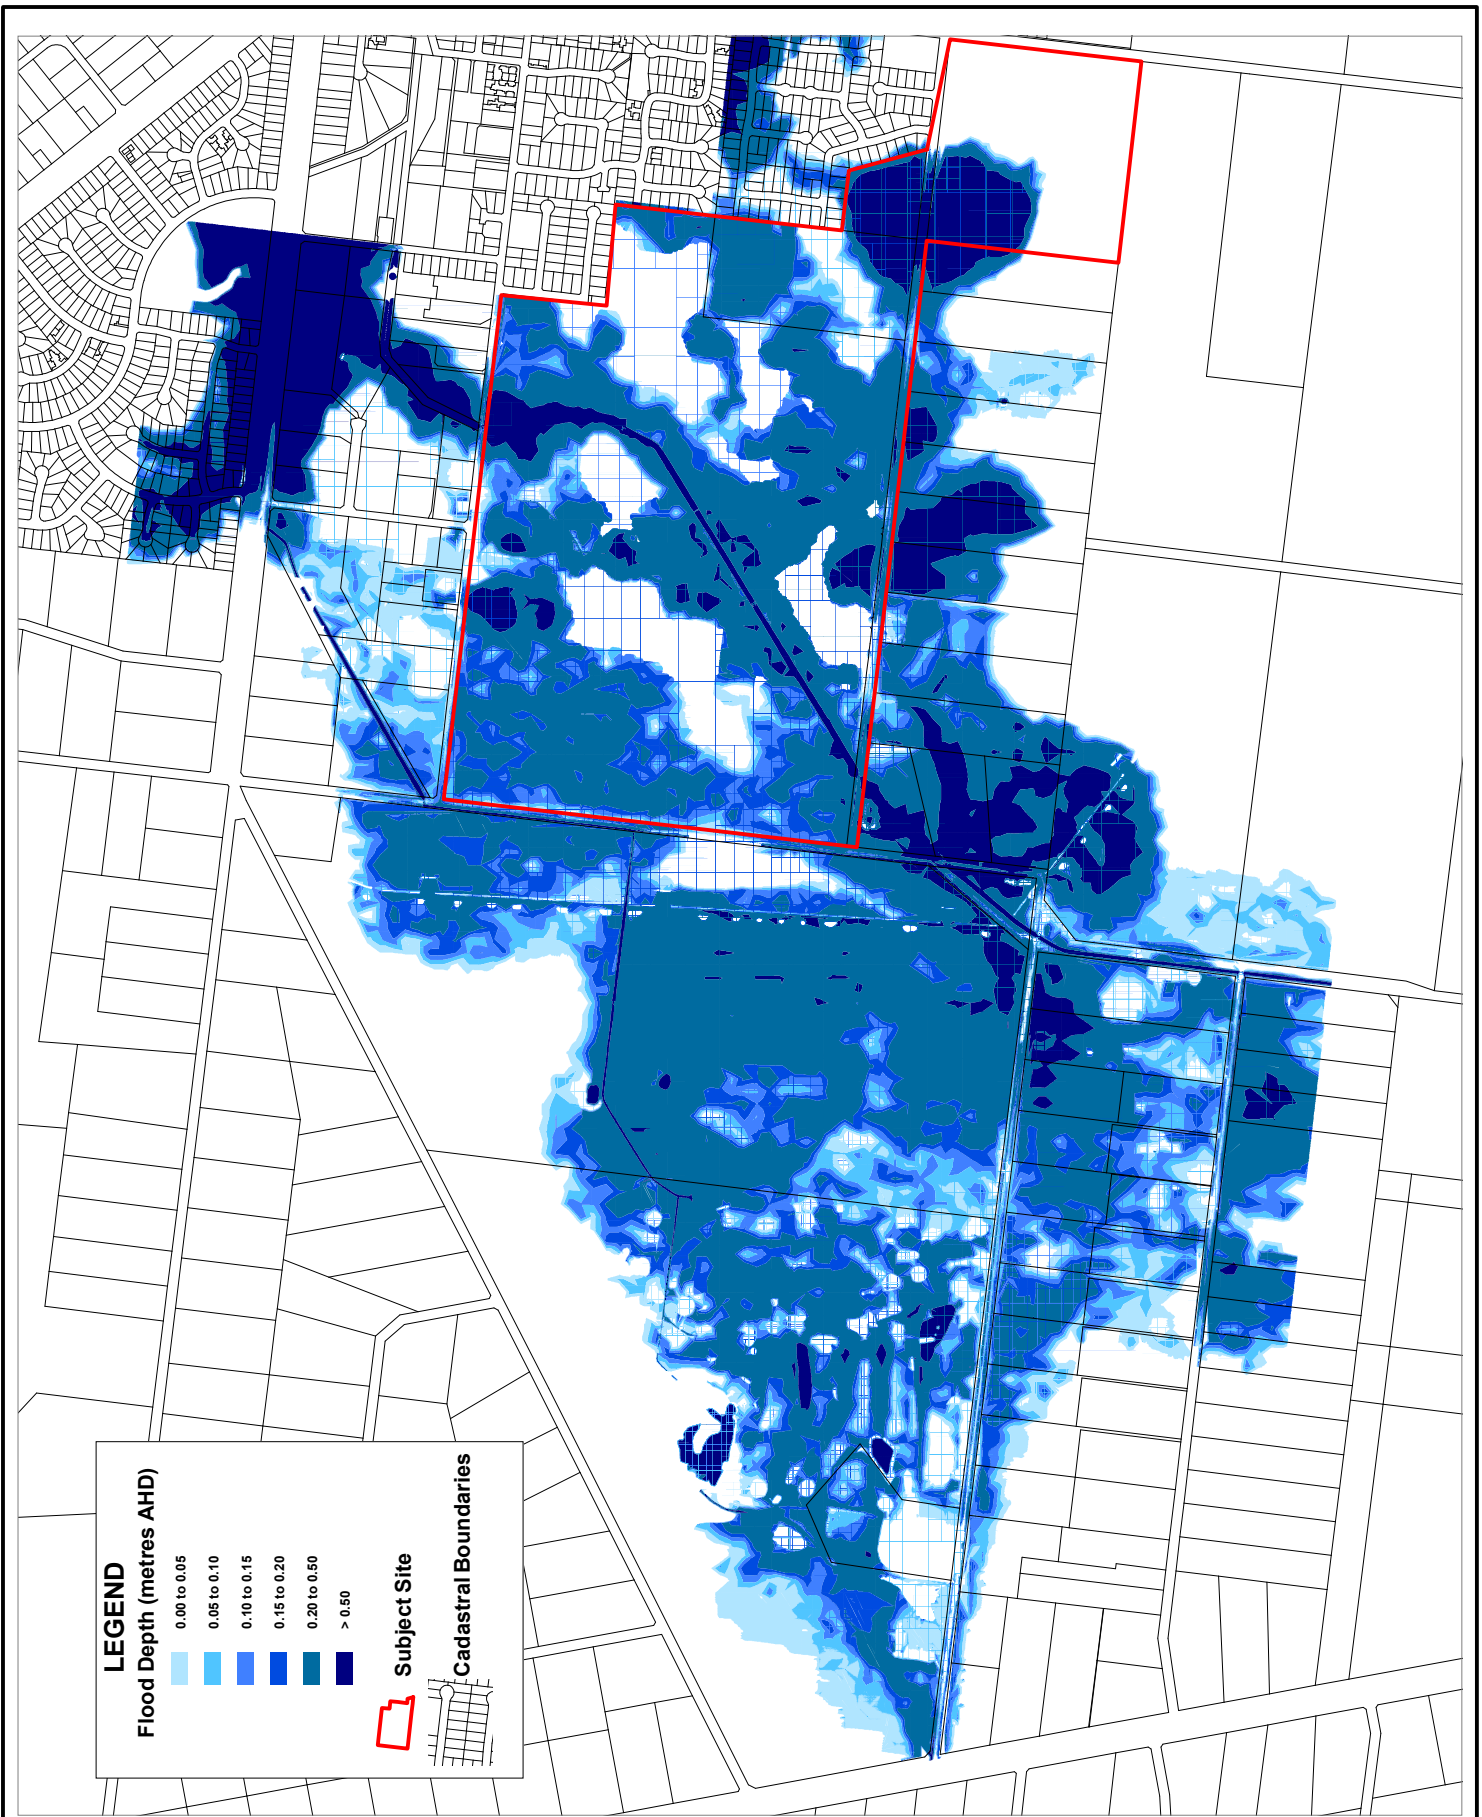 LEGEND
Flood Depth (metres AHD)
0.00 to 0.05
0.05 to 0.10
0.10 to 0.15
0.15 to 0.20
0.20 to 0.50
> 0.50
Subject Site
Cadastral Boundaries